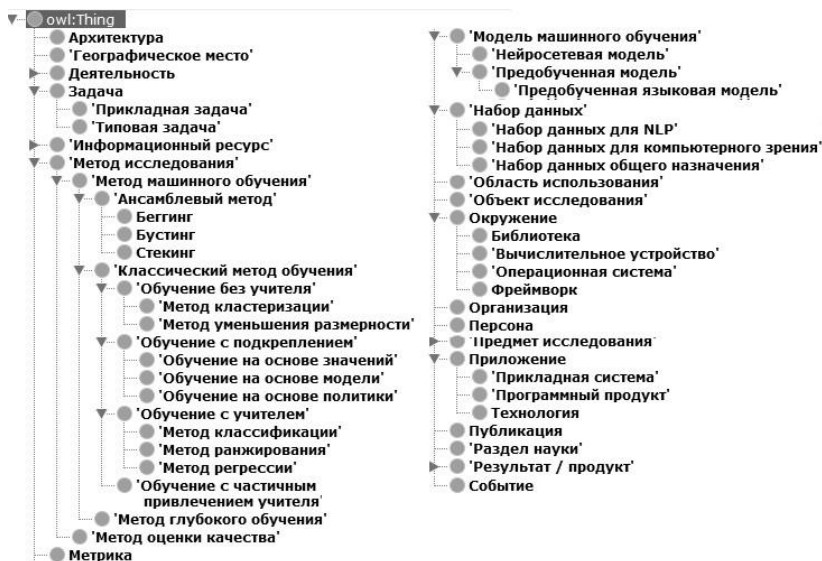 owl:Thing
Архитектура
'Географическое место'
Деятельность
Задача
'Прикладная задача'
'Типовая задача'
'Информационный ресурс'
'Метод исследования'
'Метод машинного обучения'
'Ансамблевый метод'
Беггинг
Бустинг
Стекинг
'Классический метод обучения'
'Обучение без учителя'
'Метод кластеризации'
'Метод уменьшения размерности'
'Обучение с подкреплением'
'Обучение на основе значений'
'Обучение на основе модели'
'Обучение на основе политики'
'Обучение с учителем'
'Метод классификации'
'Метод ранжирования'
'Метод регрессии'
'Обучение с частичным
привлечением учителя'
'Метод глубокого обучения'
'Метод оценки качества'
Метрика
'Модель машинного обучения'
'Нейросетевая модель'
'Предобученная модель'
'Предобученная языковая модель'
'Набор данных'
'Набор данных для NLP'
'Набор данных для компьютерного зрения'
'Набор данных общего назначения'
'Область использования'
'Объект исследования'
Окружение
Библиотека
'Вычислительное устройство'
'Операционная система'
Фреймворк
Организация
Персона
'Предмет исследования'
Приложение
'Прикладная система'
'Программный продукт'
Технология
Публикация
'Раздел науки'
'Результат / продукт'
Событие